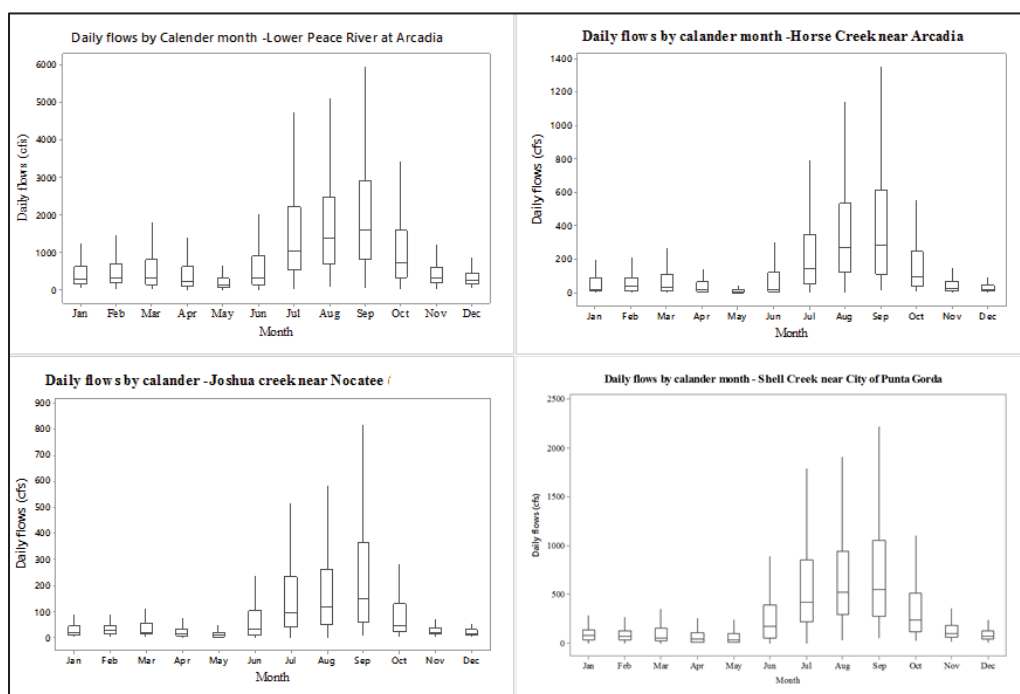 Daily flows by Calender month -Lower Peace River at Arcadia
Daily flows (cfs)
6000
5000
4000
3000
2000
1000
0
Jan Feb Mar Apr May Jun Jul Aug Sep Oct Nov Dec
Month
Daily flows by calander month -Horse Creek near Arcadia
Daily flows (cfs)
1400
1200
1000
800
600
400
200
0
Jan Feb Mar Apr May Jun Jul Aug Sep Oct Nov Dec
Month
Daily flows by calander -Joshua creek near Nocatee (
Daily flows (cfs)
900
800
700
600
500
400
300
200
100
0
Jan Feb Mar Apr May Jun Jul Aug Sep Oct Nov Dec
Month
Daily flows by calander month - Shell Creek near City of Punta Gorda
Daily flows (cfs)
2500
2000
1500
1000
500
0
Jan Feb Mar Apr May Jun Jul Aug Sep Oct Nov Dec
Month